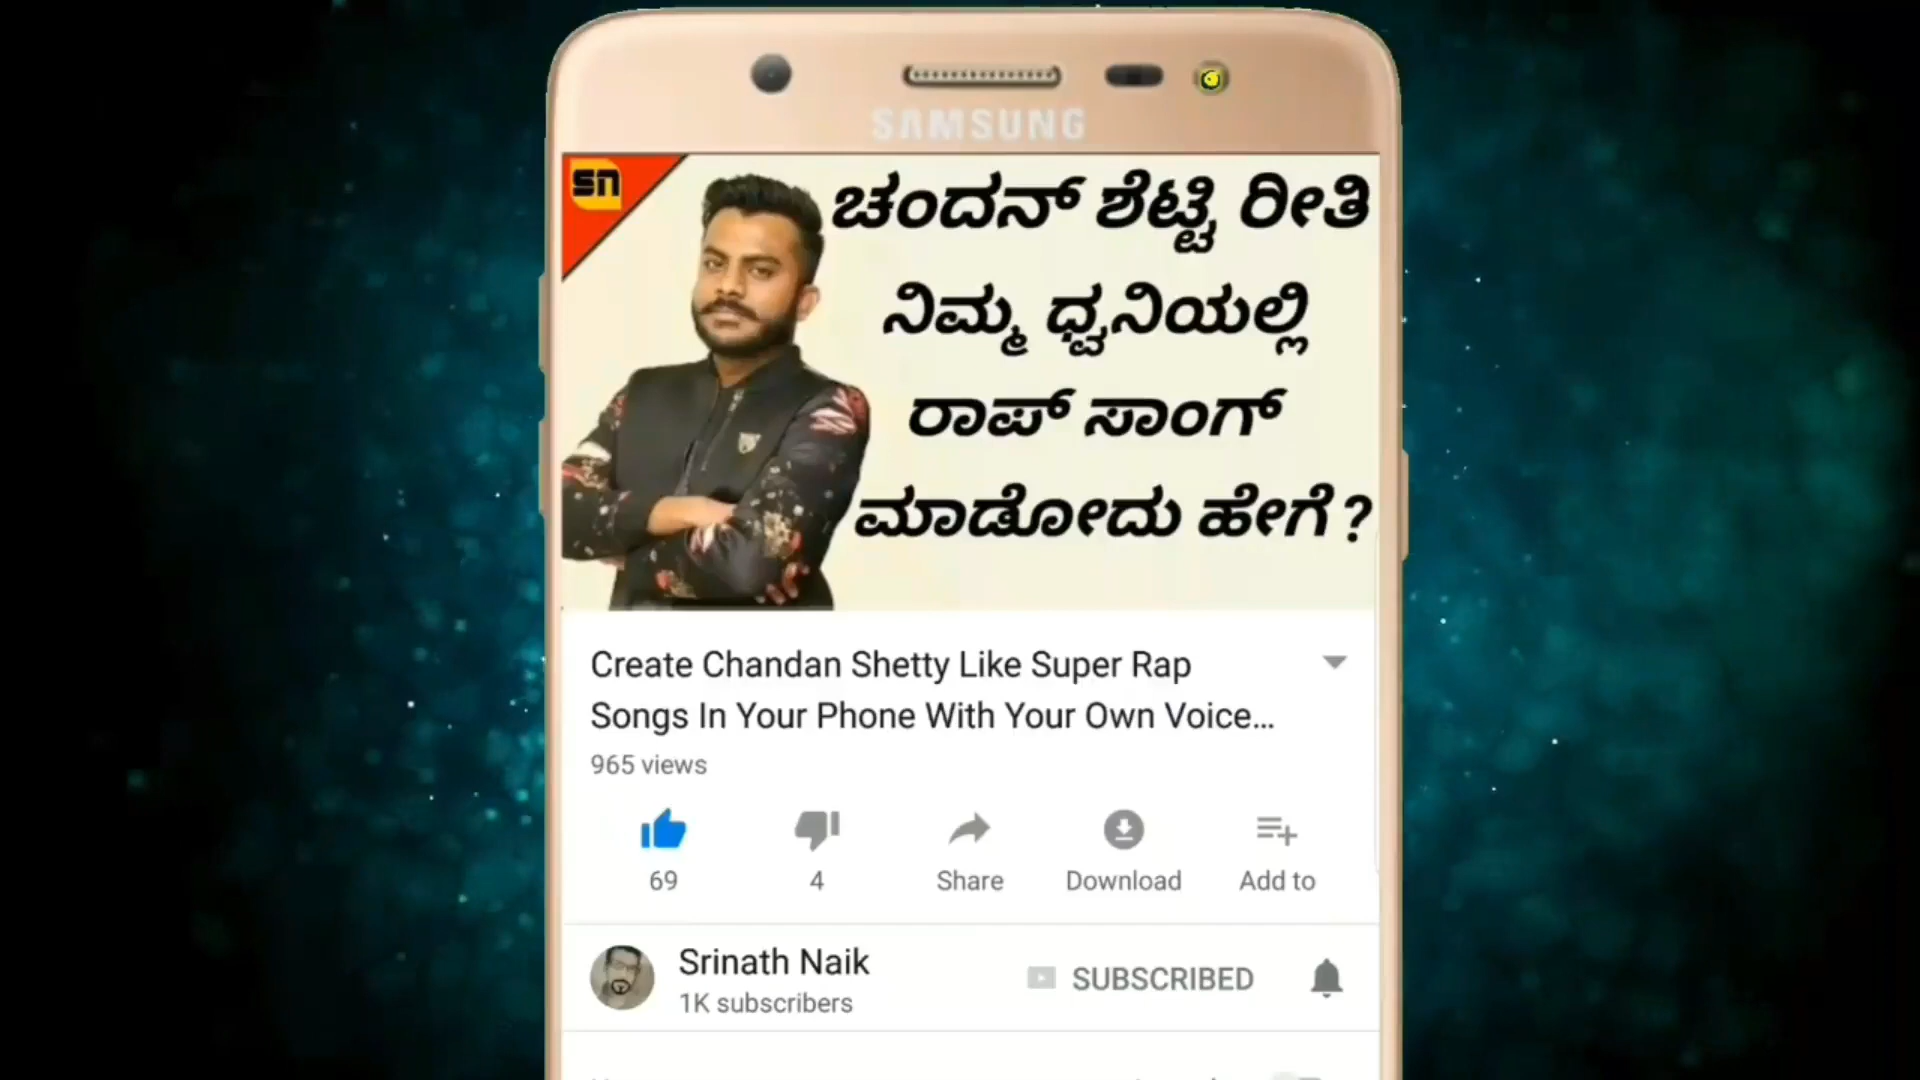 SAMSUNG
SN
ಚಂದನ್ ಶೆಟ್ಟಿ ರೀತಿ
ನಿಮ್ಮ ಧ್ವನಿಯಲ್ಲಿ
ರಾಪ್ ಸಾಂಗ್
ಮಾಡೋದು ಹೇಗೆ?
Create Chandan Shetty Like Super Rap
Songs In Your Phone With Your Own Voice...
965 views
69
4
Share
Download
Add to
Srinath Naik
1K subscribers
SUBSCRIBED